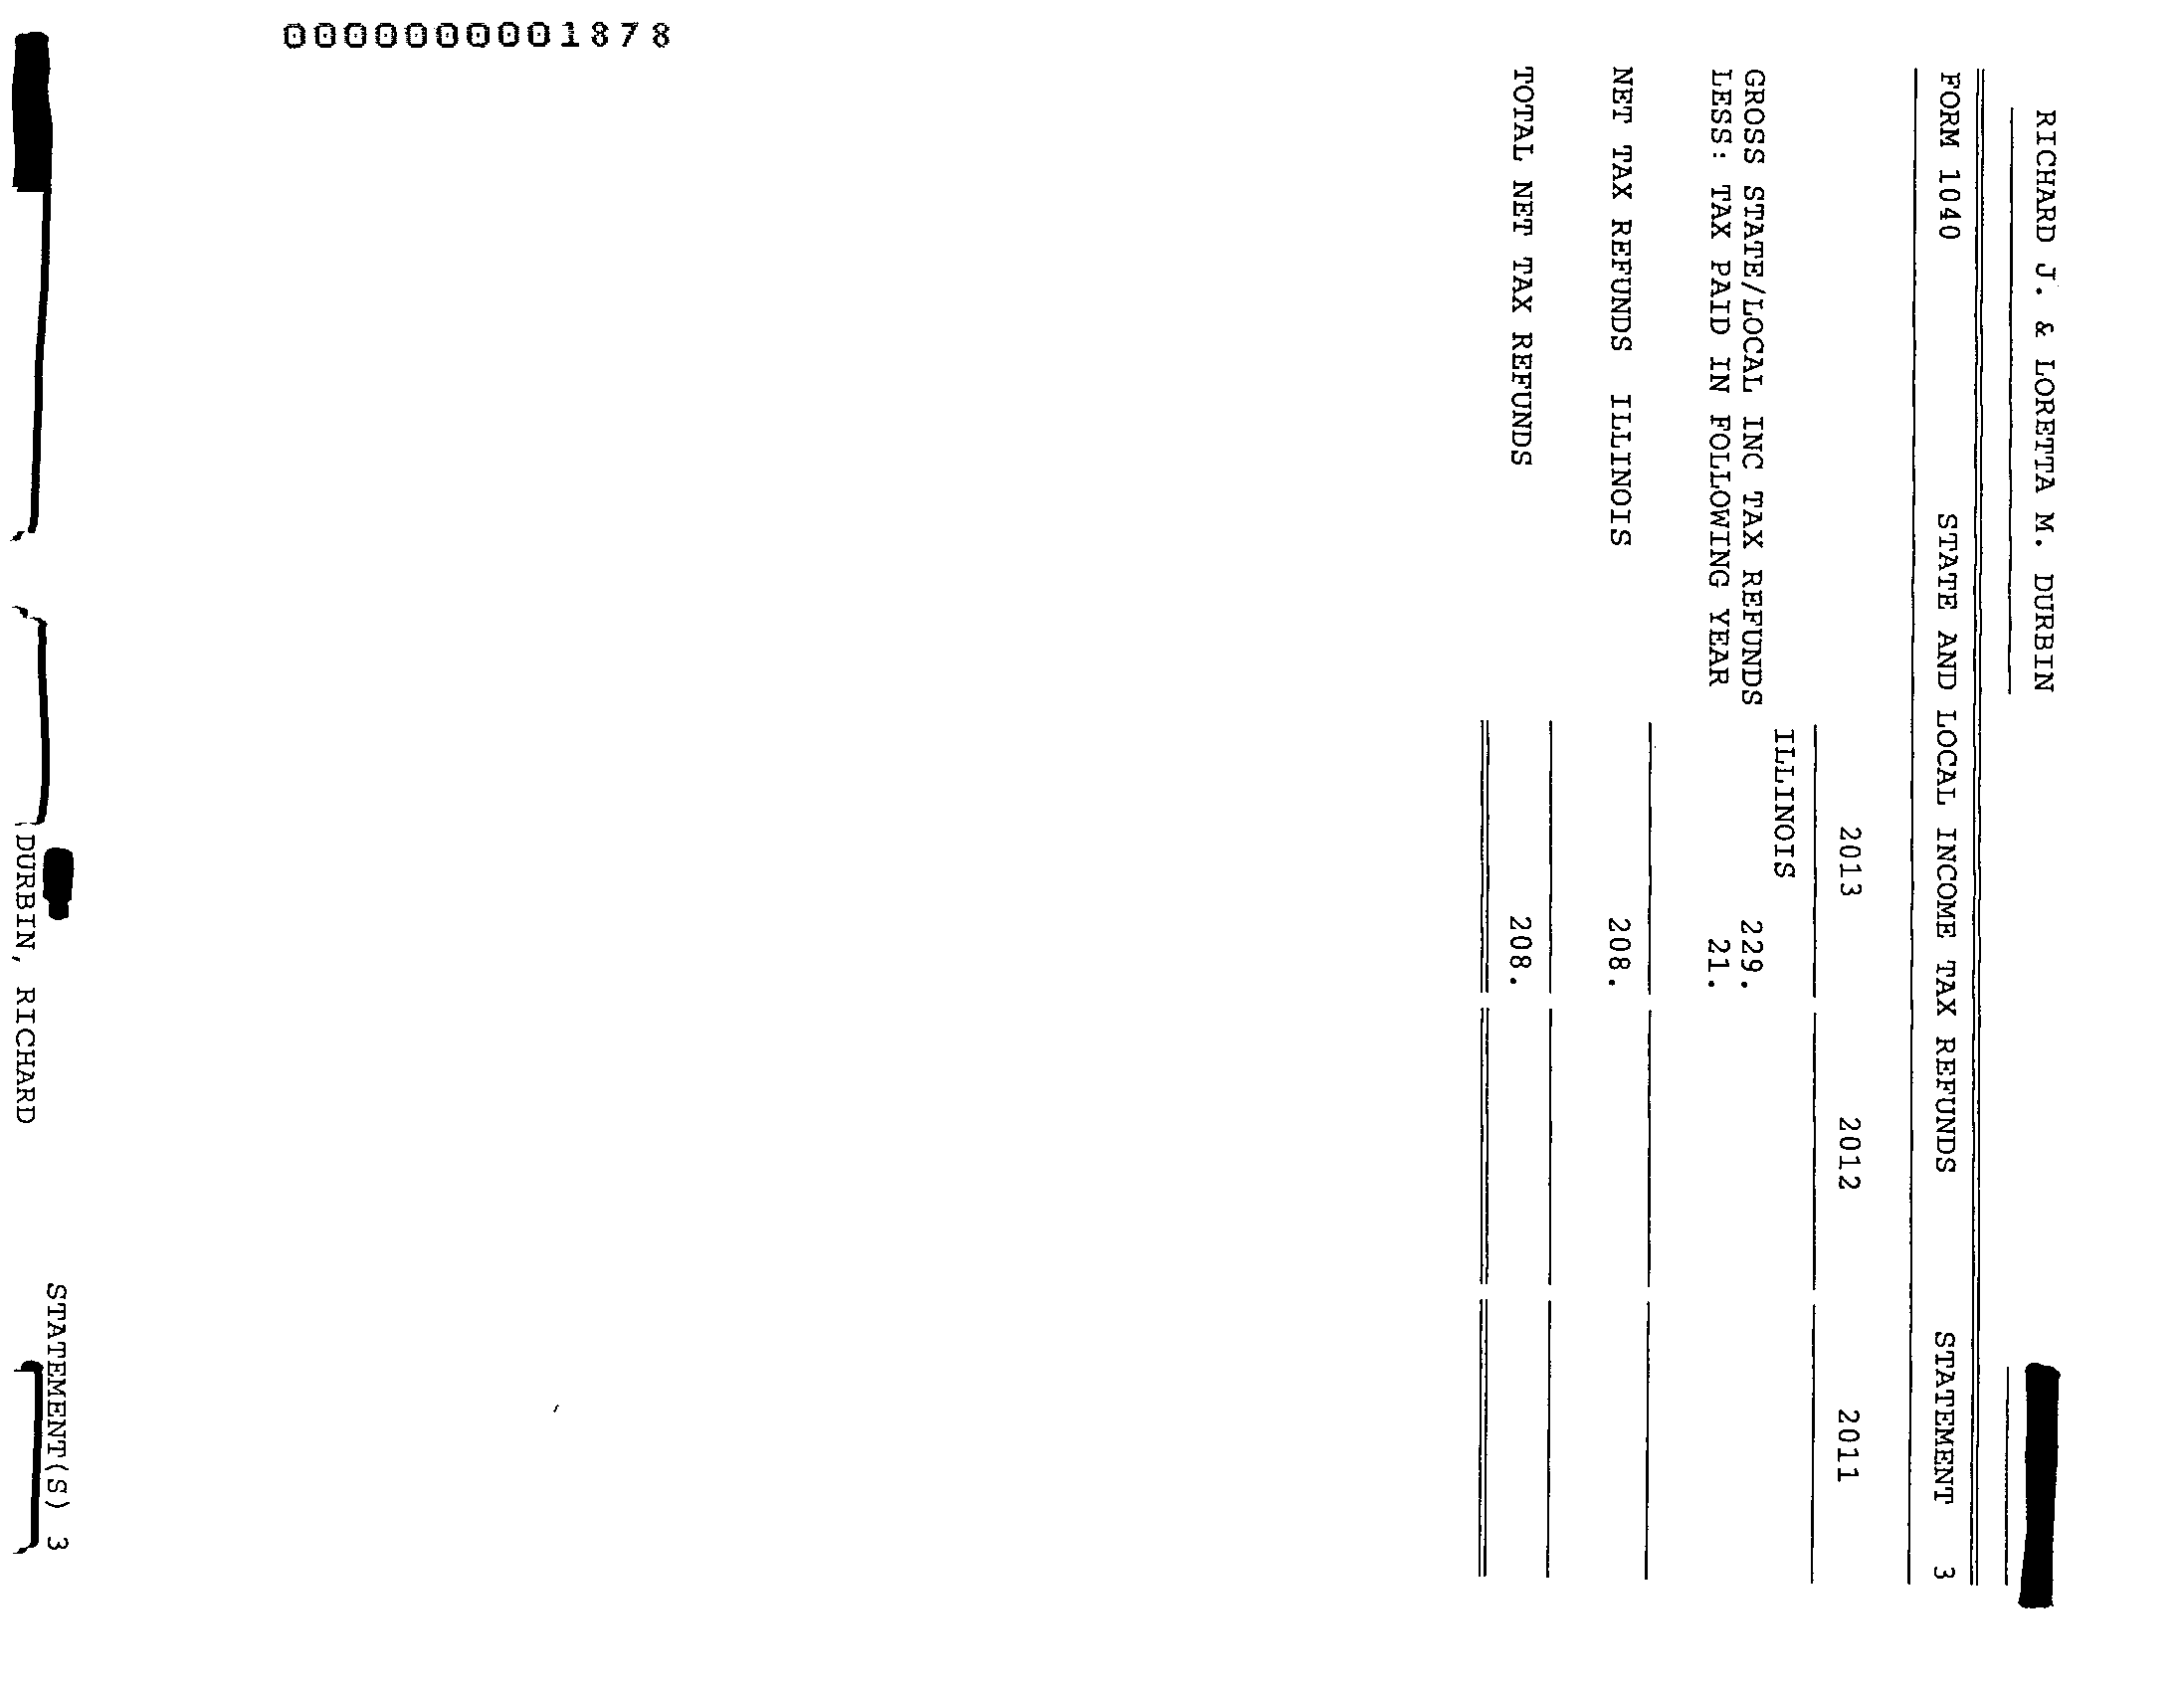 RICHARD J. & LORETTA M. DURBIN
FORM 1040 STATE AND LOCAL INCOME TAX REFUNDS STATEMENT 3
2013 2012 2011
ILLINOIS
GROSS STATE/LOCAL INC TAX REFUNDS 229.
LESS: TAX PAID IN FOLLOWING YEAR 21.
NET TAX REFUNDS ILLINOIS 208.
TOTAL NET TAX REFUNDS 208.
STATEMENT(S) 3
DURBIN, RICHARD
0000000001878